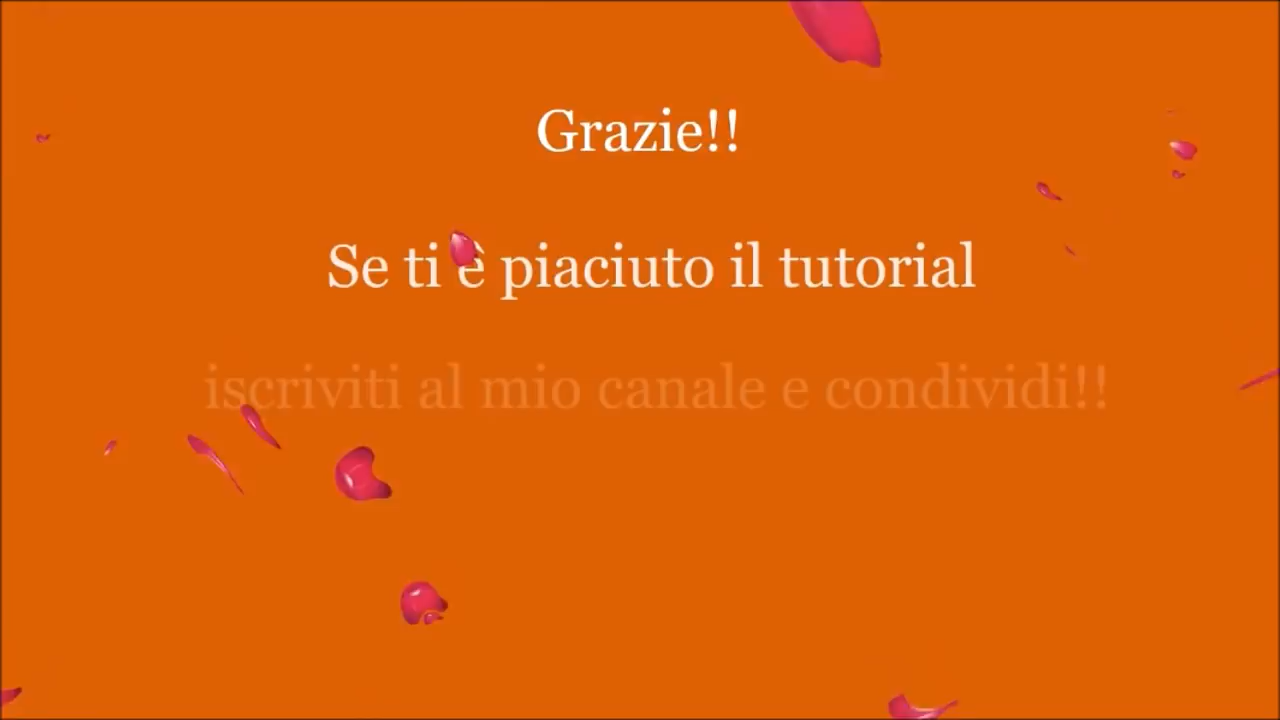 Grazie!!
Se ti è piaciuto il tutorial
iscriviti al mio canale e condividi!!